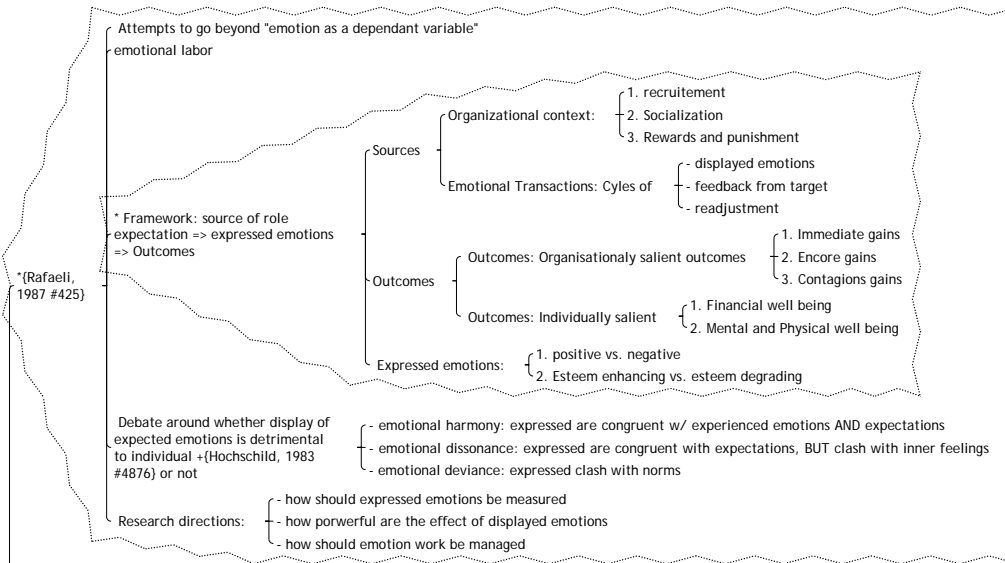 Attempts to go beyond "emotion as a dependant variable"
emotional labor
*{Rafaeli,
1987 #425}
* Framework: source of role
expectation => expressed emotions
=> Outcomes
Sources
Organizational context:
1. recruitement
2. Socialization
3. Rewards and punishment
Emotional Transactions: Cyles of
- displayed emotions
- feedback from target
- readjustment
Outcomes
Outcomes: Organisationaly salient outcomes
1. Immediate gains
2. Encore gains
3. Contagions gains
Outcomes: Individually salient
1. Financial well being
2. Mental and Physical well being
Expressed emotions:
1. positive vs. negative
2. Esteem enhancing vs. esteem degrading
Debate around whether display of
expected emotions is detrimental
to individual +{Hochschild, 1983
#4876} or not
- emotional harmony: expressed are congruent w/ experienced emotions AND expectations
- emotional dissonance: expressed are congruent with expectations, BUT clash with inner feelings
- emotional deviance: expressed clash with norms
Research directions:
- how should expressed emotions be measured
- how porwerful are the effect of displayed emotions
- how should emotion work be managed